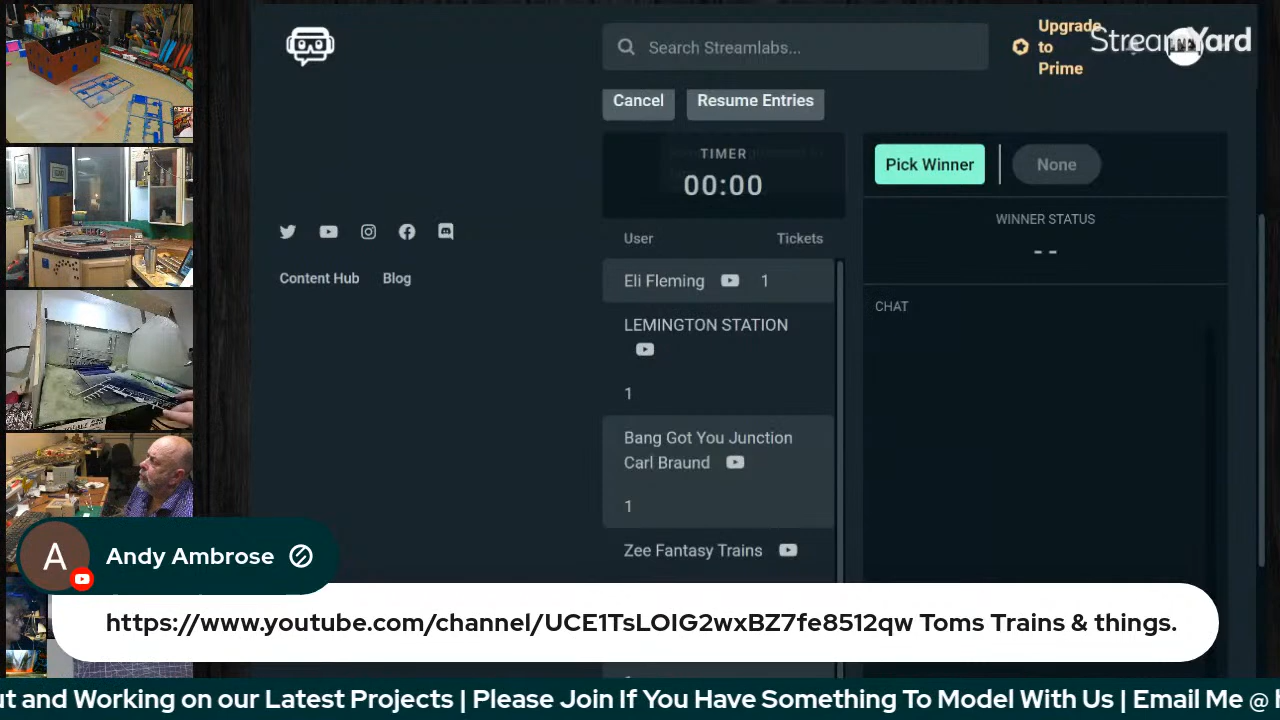 Search Streamlabs...
Upgrade
to
Prime
StreamYard
Cancel
Resume Entries
TIMER
00:00
User
Tickets
Eli Fleming
1
LEMINGTON STATION
1
Bang Got You Junction
Carl Braund
1
Zee Fantasy Trains
Pick Winner
None
WINNER STATUS
--
CHAT
Content Hub
Blog
A
Andy Ambrose
https://www.youtube.com/channel/UCE1TsLOIG2wxBZ7fe8512qw Toms Trains & things.
ut and Working on our Latest Projects | Please Join If You Have Something To Model With Us | Email Me @